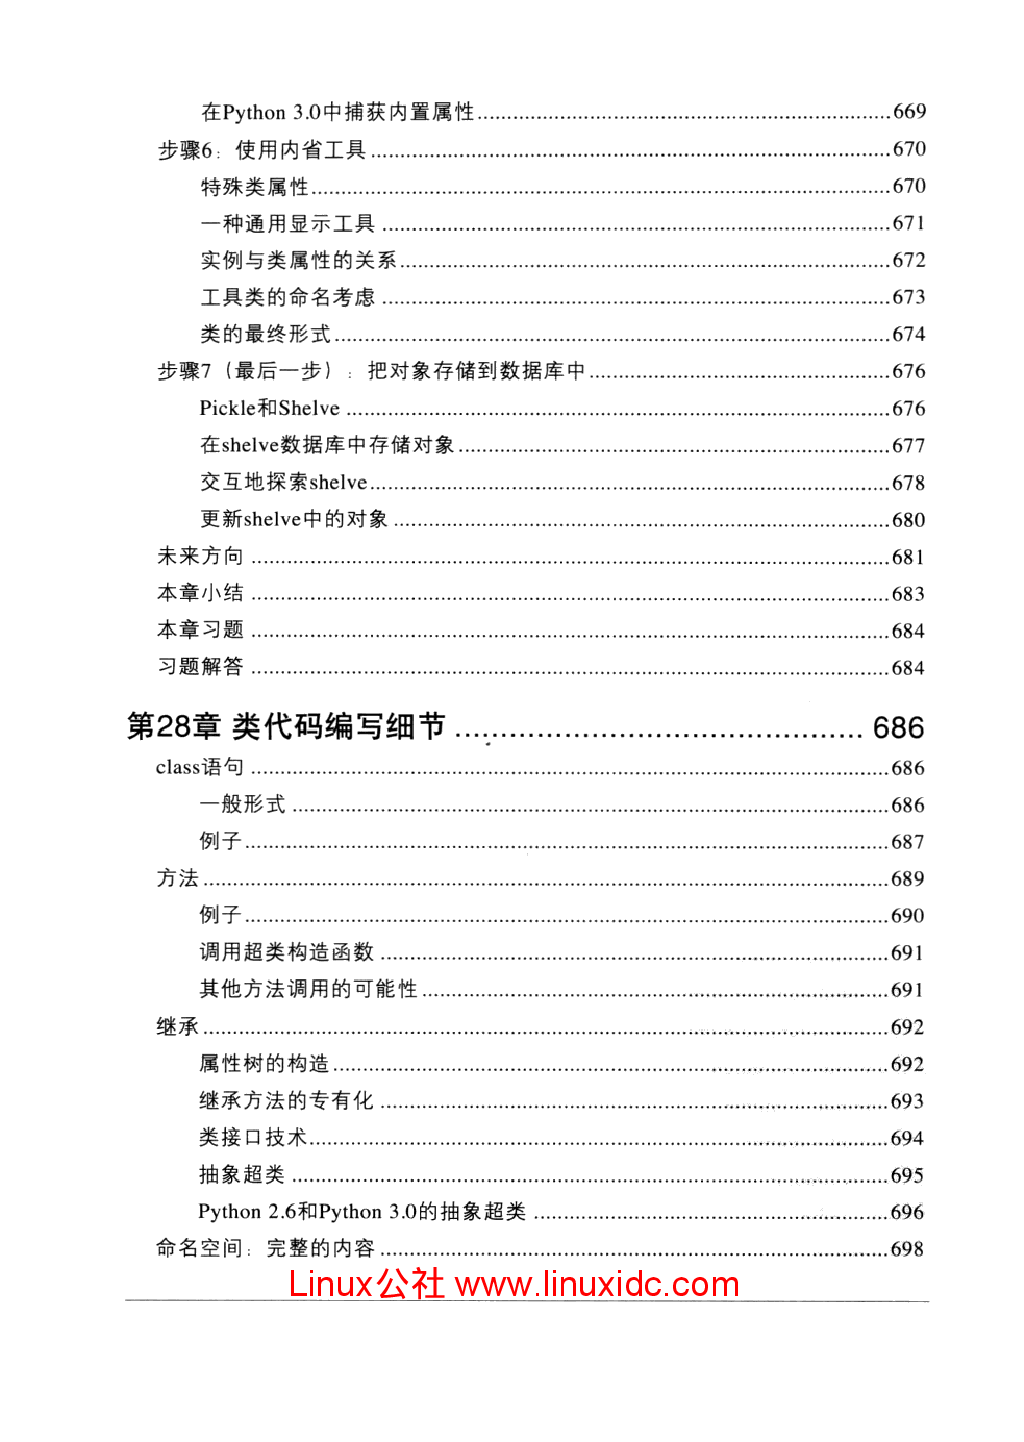 在Python 3.0中捕获内置属性 669
步骤6：使用内省工具 670
特殊类属性 670
一种通用显示工具 671
实例与类属性的关系 672
工具类的命名考虑 673
类的最终形式 674
步骤7（最后一步）：把对象存储到数据库中 676
Pickle和Shelve 676
在shelve数据库中存储对象 677
交互地探索shelve 678
更新shelve中的对象 680
未来方向 681
本章小结 683
本章习题 684
习题解答 684
第28章 类代码编写细节 686
class语句 686
一般形式 686
例子 687
方法 689
例子 690
调用超类构造函数 691
其他方法调用的可能性 691
继承 692
属性树的构造 692
继承方法的专有化 693
类接口技术 694
抽象超类 695
Python 2.6和Python 3.0的抽象超类 696
命名空间：完整的内容 698
Linux公社 www.linuxidc.com